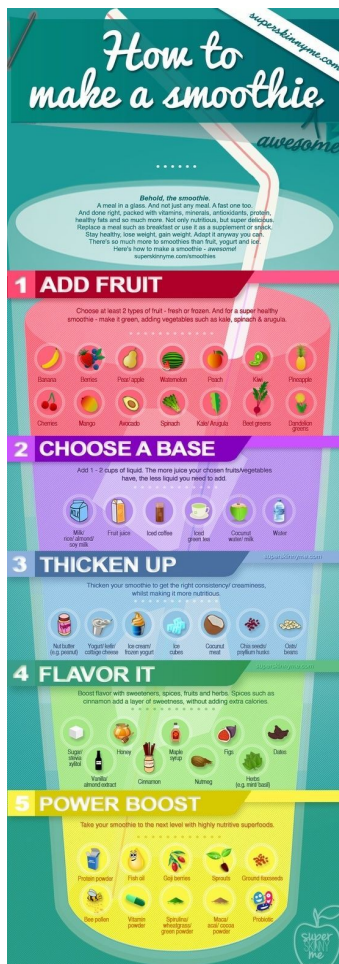 superskinnyme.com
How to
make a smoothie
awesome
Behold, the smoothie.
A meal in a glass. And not just any meal. A fast one too.
And done right, packed with vitamins, minerals, antioxidants, protein,
healthy fats and so much more. Not only nutritious, but super delicious.
Replace a meal such as breakfast or use it as a supplement or snack.
Stay healthy, lose weight, gain weight. Adapt it anyway you can.
There's so much more to smoothies than fruit, yogurt and ice.
Here's how to make a smoothie - awesome!
superskinnyme.com/smoothies
1 ADD FRUIT
Choose at least 2 types of fruit - fresh or frozen. And for a super healthy
smoothie - make it green, adding vegetables such as kale, spinach & arugula.
Banana Berries Pear/ apple Watermelon Peach Kiwi Pineapple
Cherries Mango Avocado Spinach Kale/ Arugula Beet greens Dandelion
greens
2 CHOOSE A BASE
Add 1 - 2 cups of liquid. The more juice your chosen fruits/vegetables
have, the less liquid you need to add.
Milk/ Fruit juice Iced coffee Iced Coconut Water
rice/ almond/ green tea water/ milk
soy milk
superskinnyme.com
3 THICKEN UP
Thicken your smoothie to get the right consistency/ creaminess,
whilst making it more nutritious.
Nut butter Yogurt/ kefir/ Ice cream/ Ice Coconut Chia seeds/ Oats/
(e.g. peanut) cottage cheese frozen yogurt cubes meat psyllium husks beans
superskinnyme.com
4 FLAVOR IT
Boost flavor with sweeteners, spices, fruits and herbs. Spices such as
cinnamon add a layer of sweetness, without adding extra calories.
Sugar/ Honey Maple Figs Dates
stevia/ syrup
xylitol
Vanilla/ Cinnamon Nutmeg Herbs
almond extract (e.g. mint/ basil)
5 POWER BOOST
Take your smoothie to the next level with highly nutritive superfoods.
Protein powder Fish oil Goji berries Sprouts Ground flaxseeds
Bee pollen Vitamin Spirulina/ Maca/ Probiotic
powder wheatgrass/ acai/ cocoa
green powder powder
super
SKINNY
me